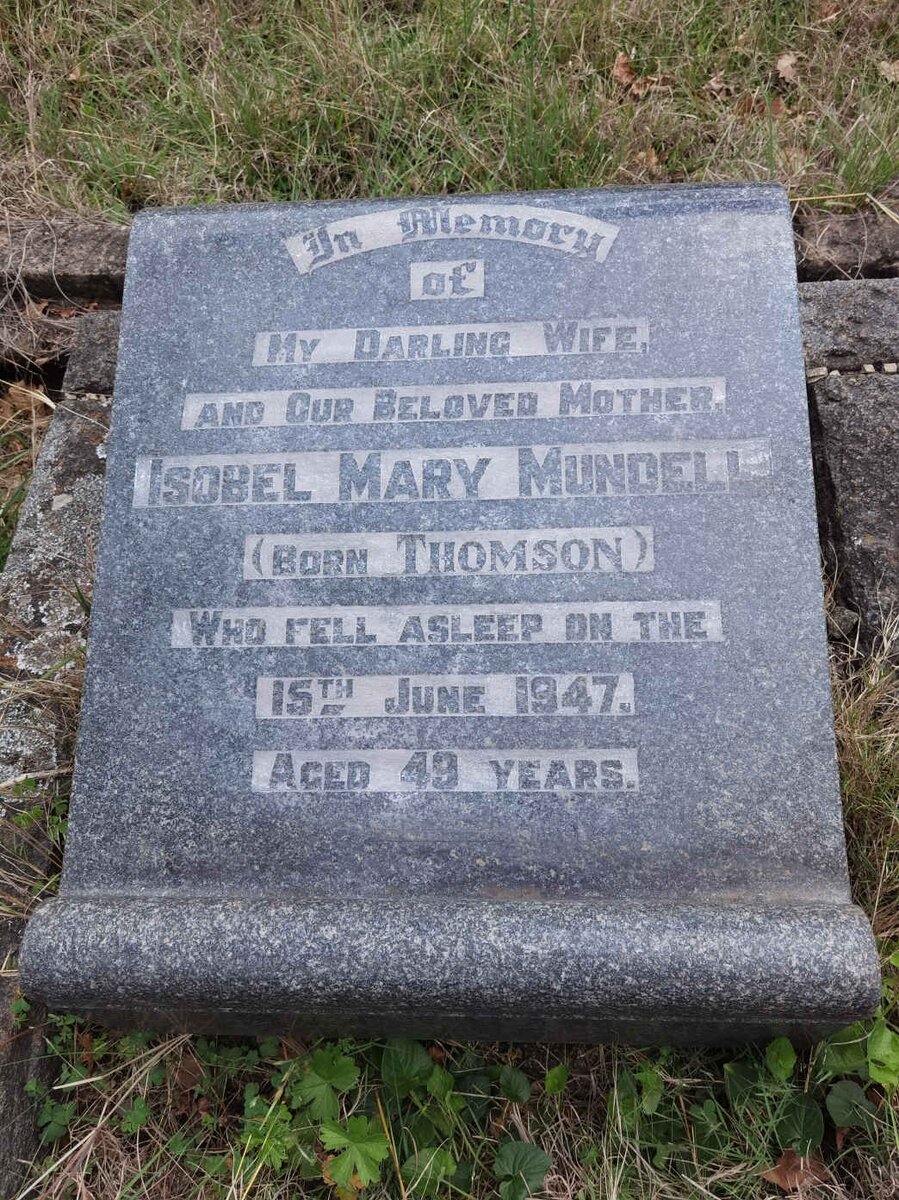 In Memory
of
My Darling Wife,
and Our Beloved Mother,
Isobel Mary Mundell
(Born Thomson)
Who fell asleep on the
15TH June 1947.
Aged 49 years.